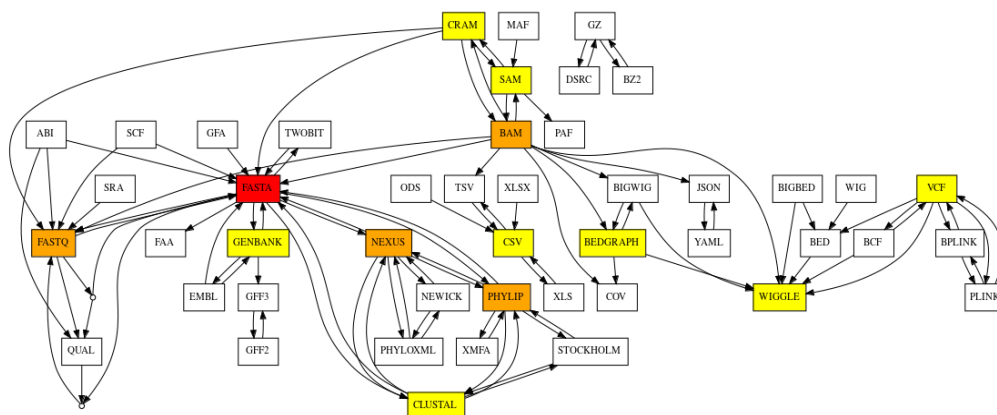 CRAM MAF GZ
SAM DSRC BZ2
ABI SCF GFA TWOBIT BAM PAF
SRA FASTA ODS TSV XLSX BIGWIG JSON BIGBED WIG VCF
FASTQ FAA GENBANK NEXUS CSV BEDGRAPH YAML BED BCF BPLINK
EMBL GFF3 NEWICK PHYLIP XLS COV WIGGLE PLINK
QUAL GFF2 PHYLOXML XMFA STOCKHOLM
CLUSTAL